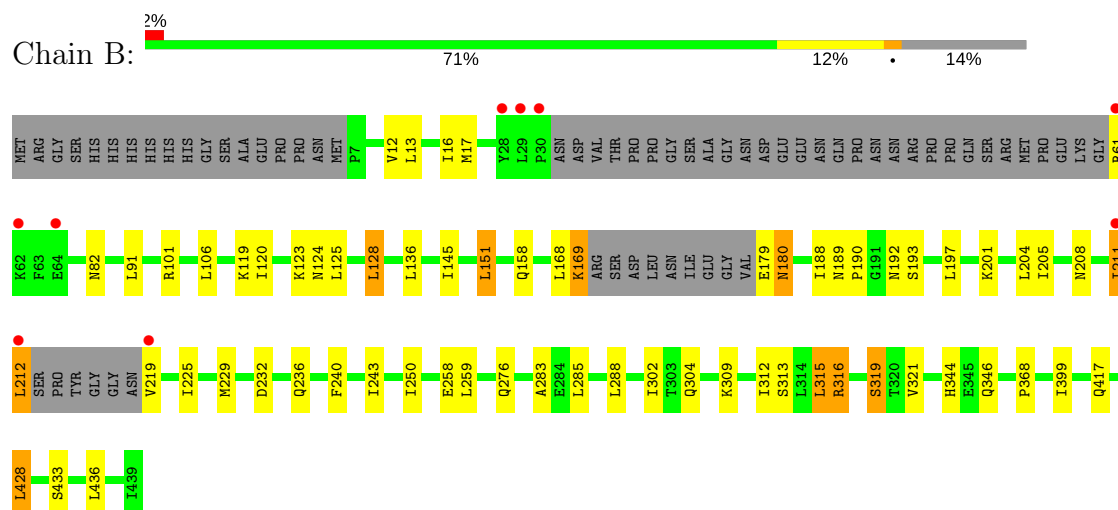 2%
Chain B:
71% 12% • 14%
MET ARG GLY SER HIS HIS HIS HIS HIS HIS GLY SER ALA GLU PRO PRO ASN MET P7 V12 L13 I16 M17 Y28 L29 P30 ASN ASP VAL THR PRO PRO GLY SER ALA GLY ASN ASP GLU GLU ASN GLN PRO ASN ASN ARG PRO PRO GLN SER ARG MET PRO GLU LYS GLY R61
K62 F63 E64 N82 L91 R101 L106 K119 I120 K123 N124 L125 L128 L136 I145 L151 Q158 L168 K169 ARG SER ASP LEU ASN ILE GLU GLY VAL E179 N180 I188 N189 P190 G191 N192 S193 L197 K201 L204 I205 N208 I211
L212 SER PRO TYR GLY GLY ASN V219 I225 M229 D232 Q236 F240 I243 I250 E258 L259 Q276 A283 E284 L285 L288 I302 T303 Q304 K309 I312 S313 L314 L315 R316 S319 T320 V321 H344 E345 Q346 P368 I399 Q417
L428 S433 L436 I439